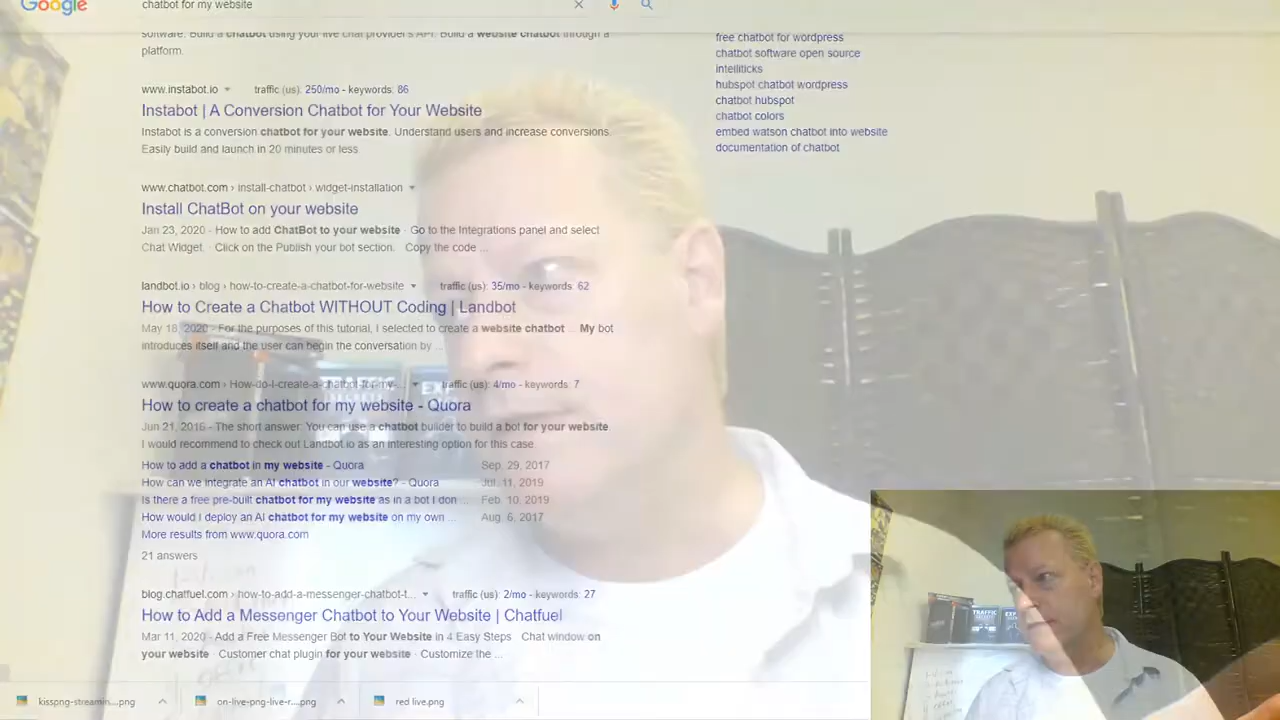 Google
chatbot for my website
software. Build a chatbot using your live chat provider's API. Build a website chatbot through a
platform.
www.instabot.io traffic (us): 250/mo - keywords: 86
Instabot | A Conversion Chatbot for Your Website
Instabot is a conversion chatbot for your website. Understand users and increase conversions.
Easily build and launch in 20 minutes or less.
www.chatbot.com › install-chatbot › widget-installation
Install ChatBot on your website
Jan 23, 2020 - How to add ChatBot to your website · Go to the Integrations panel and select
Chat Widget. · Click on the Publish your bot section. · Copy the code ...
landbot.io › blog › how-to-create-a-chatbot-for-website traffic (us): 35/mo - keywords: 62
How to Create a Chatbot WITHOUT Coding | Landbot
May 18, 2020 - For the purposes of this tutorial, I selected to create a website chatbot ... My bot
introduces itself and the user can begin the conversation by ...
www.quora.com › How-do-I-create-a-chatbot-for-my-... traffic (us): 4/mo - keywords: 7
How to create a chatbot for my website - Quora
Jun 21, 2016 - The short answer: You can use a chatbot builder to build a bot for your website.
I would recommend to check out Landbot.io as an interesting option for this case.
How to add a chatbot in my website - Quora Sep. 29, 2017
How can we integrate an AI chatbot in our website? - Quora Jul. 11, 2019
Is there a free pre-built chatbot for my website as in a bot I don ... Feb. 10, 2019
How would I deploy an AI chatbot for my website on my own ... Aug. 6, 2017
More results from www.quora.com
21 answers
blog.chatfuel.com › how-to-add-a-messenger-chatbot-t... traffic (us): 2/mo - keywords: 27
How to Add a Messenger Chatbot to Your Website | Chatfuel
Mar 11, 2020 - Add a Free Messenger Bot to Your Website in 4 Easy Steps · Chat window on
your website · Customer chat plugin for your website · Customize the ...
free chatbot for wordpress
chatbot software open source
intelliticks
hubspot chatbot wordpress
chatbot hubspot
chatbot colors
embed watson chatbot into website
documentation of chatbot
TRAFFIC
SECRETS
EXP
TRAFFIC
EXP
kisspng-streamin....png
on-live-png-live-r....png
red live.png